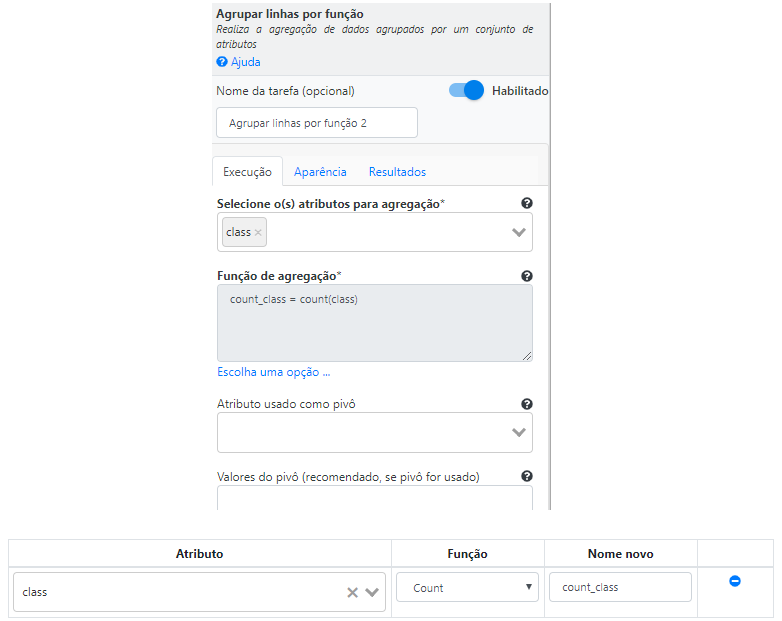 Agrupar linhas por função
Realiza a agregação de dados agrupados por um conjunto de
atributos
Ajuda
Nome da tarefa (opcional)
Habilitado
Agrupar linhas por função 2
Execução Aparência Resultados
Selecione o(s) atributos para agregação*
class ×
Função de agregação*
count_class = count(class)
Escolha uma opção ...
Atributo usado como pivô
Valores do pivô (recomendado, se pivô for usado)
Atributo Função Nome novo
class Count count_class